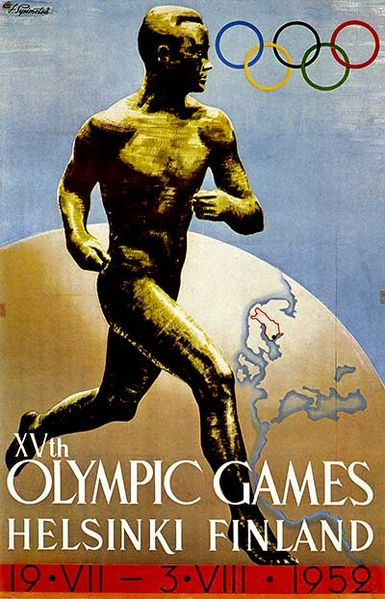 XVth
OLYMPIC GAMES
HELSINKI FINLAND
19•VII – 3•VIII•1952